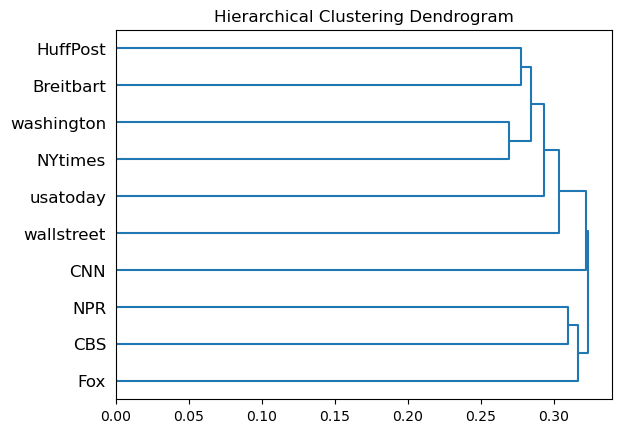 Hierarchical Clustering Dendrogram
HuffPost
Breitbart
washington
NYtimes
usatoday
wallstreet
CNN
NPR
CBS
Fox
0.00 0.05 0.10 0.15 0.20 0.25 0.30